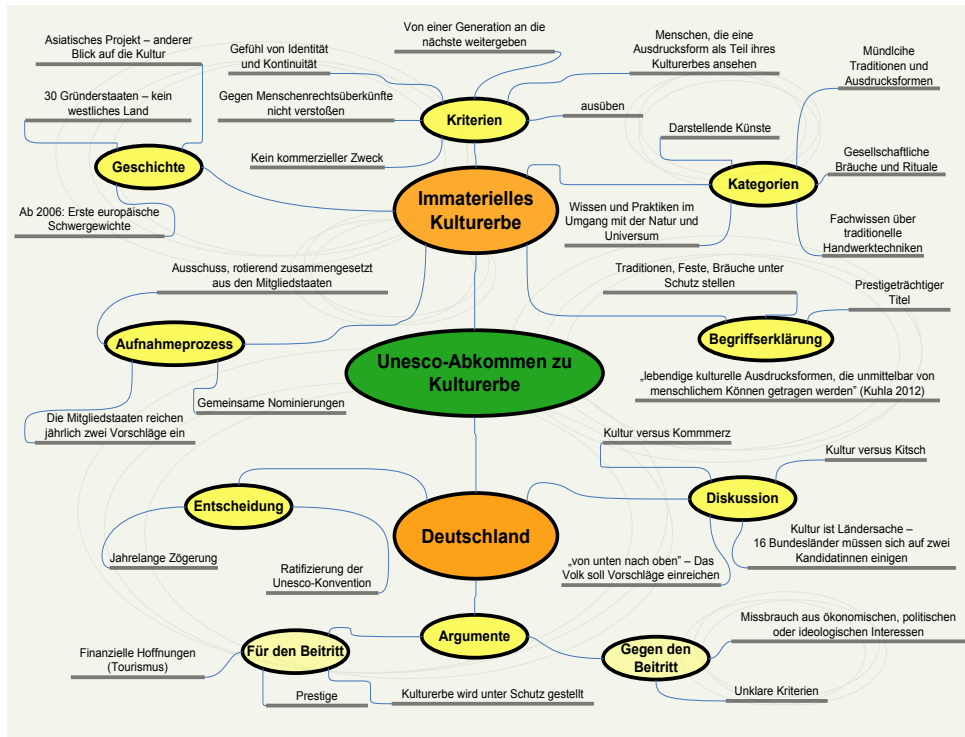 Asiatisches Projekt – anderer
Blick auf die Kultur
30 Gründerstaaten – kein
westliches Land
Geschichte
Ab 2006: Erste europäische
Schwergewichte
Gefühl von Identität
und Kontinuität
Von einer Generation an die
nächste weitergeben
Menschen, die eine
Ausdrucksform als Teil ihres
Kulturerbes ansehen
Gegen Menschenrechtsüberkünfte
nicht verstoßen
Kriterien
ausüben
Kein kommerzieller Zweck
Mündlcihe
Traditionen und
Ausdrucksformen
Darstellende Künste
Gesellschaftliche
Bräuche und Rituale
Kategorien
Wissen und Praktiken im
Umgang mit der Natur und
Universum
Fachwissen über
traditionelle
Handwerktechniken
Immaterielles
Kulturerbe
Ausschuss, rotierend zusammengesetzt
aus den Mitgliedstaaten
Aufnahmeprozess
Gemeinsame Nominierungen
Die Mitgliedstaaten reichen
jährlich zwei Vorschläge ein
Traditionen, Feste, Bräuche unter
Schutz stellen
Prestigeträchtiger
Titel
Begriffserklärung
„lebendige kulturelle Ausdrucksformen, die unmittelbar von
menschlichem Können getragen werden” (Kuhla 2012)
Unesco-Abkommen zu
Kulturerbe
Kultur versus Kommmerz
Kultur versus Kitsch
Diskussion
Kultur ist Ländersache –
16 Bundesländer müssen sich auf zwei
Kandidatinnen einigen
„von unten nach oben” – Das
Volk soll Vorschläge einreichen
Entscheidung
Jahrelange Zögerung
Ratifizierung der
Unesco-Konvention
Deutschland
Argumente
Für den Beitritt
Finanzielle Hoffnungen
(Tourismus)
Prestige
Kulturerbe wird unter Schutz gestellt
Gegen den
Beitritt
Missbrauch aus ökonomischen, politischen
oder ideologischen Interessen
Unklare Kriterien